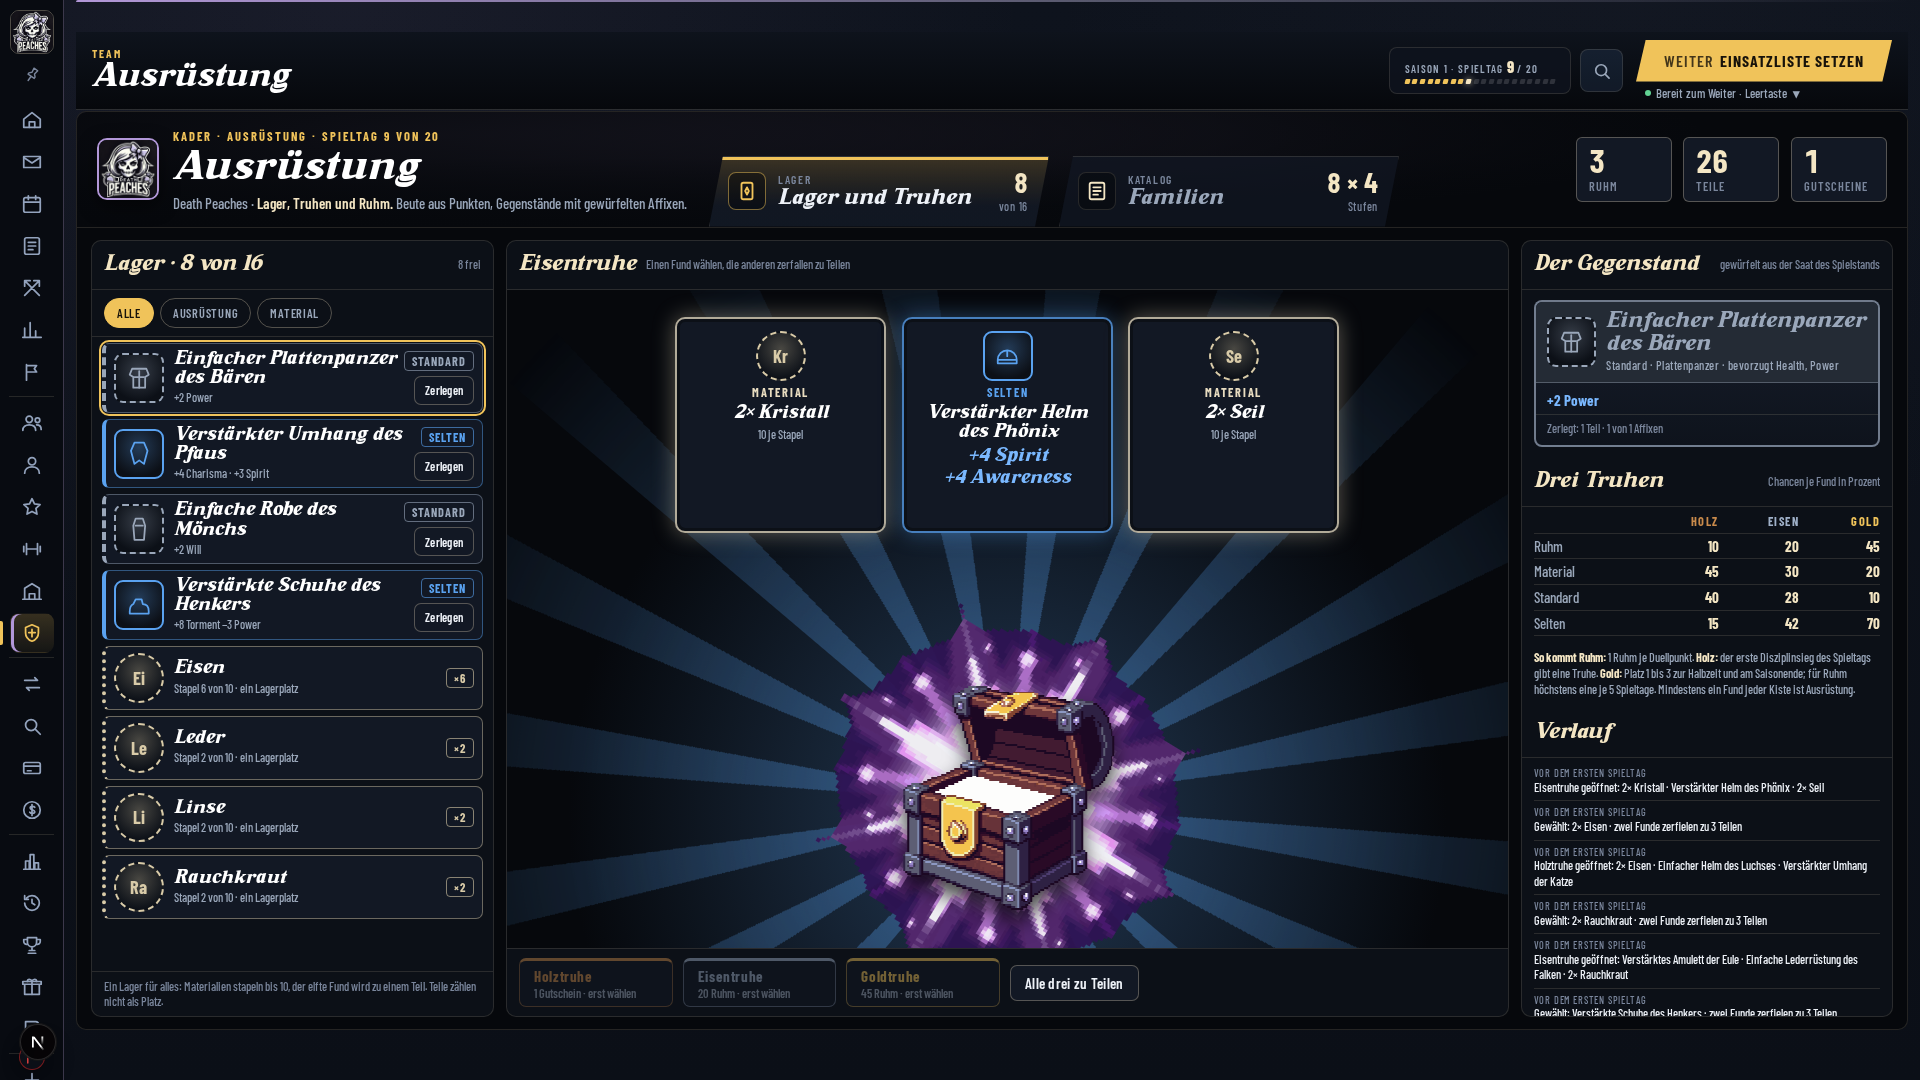 TEAM
Ausrüstung
SAISON 1 · SPIELTAG 9 / 20
WEITER EINSATZLISTE SETZEN
Bereit zum Weiter · Leertaste ▼
KADER · AUSRÜSTUNG · SPIELTAG 9 VON 20
Ausrüstung
Death Peaches · Lager, Truhen und Ruhm. Beute aus Punkten, Gegenstände mit gewürfelten Affixen.
LAGER
Lager und Truhen
8
von 16
KATALOG
Familien
8 × 4
Stufen
3
RUHM
26
TEILE
1
GUTSCHEINE
Lager · 8 von 16
8 frei
ALLE
AUSRÜSTUNG
MATERIAL
Einfacher Plattenpanzer des Bären
STANDARD
+2 Power
Zerlegen
Verstärkter Umhang des Pfaus
SELTEN
+4 Charisma · +3 Spirit
Zerlegen
Einfache Robe des Mönchs
STANDARD
+2 Will
Zerlegen
Verstärkte Schuhe des Henkers
SELTEN
+8 Torment −3 Power
Zerlegen
Ei
Eisen
Stapel 6 von 10 · ein Lagerplatz
×6
Le
Leder
Stapel 2 von 10 · ein Lagerplatz
×2
Li
Linse
Stapel 2 von 10 · ein Lagerplatz
×2
Ra
Rauchkraut
Stapel 2 von 10 · ein Lagerplatz
×2
Ein Lager für alles: Materialien stapeln bis 10, der elfte Fund wird zu einem Teil. Teile zählen
nicht als Platz.
Eisentruhe
Einen Fund wählen, die anderen zerfallen zu Teilen
Kr
MATERIAL
2× Kristall
10 je Stapel
SELTEN
Verstärkter Helm
des Phönix
+4 Spirit
+4 Awareness
Se
MATERIAL
2× Seil
10 je Stapel
Holztruhe
1 Gutschein · erst wählen
Eisentruhe
20 Ruhm · erst wählen
Goldtruhe
45 Ruhm · erst wählen
Alle drei zu Teilen
Der Gegenstand
gewürfelt aus der Saat des Spielstands
Einfacher Plattenpanzer
des Bären
Standard · Plattenpanzer · bevorzugt Health, Power
+2 Power
Zerlegt: 1 Teil · 1 von 1 Affixen
Drei Truhen
Chancen je Fund in Prozent
HOLZ EISEN GOLD
Ruhm 10 20 45
Material 45 30 20
Standard 40 28 10
Selten 15 42 70
So kommt Ruhm: 1 Ruhm je Duellpunkt. Holz: der erste Disziplinsieg des Spieltags
gibt eine Truhe. Gold: Platz 1 bis 3 zur Halbzeit und am Saisonende; für Ruhm
höchstens eine je 5 Spieltage. Mindestens ein Fund jeder Kiste ist Ausrüstung.
Verlauf
VOR DEM ERSTEN SPIELTAG
Eisentruhe geöffnet: 2× Kristall · Verstärkter Helm des Phönix · 2× Seil
VOR DEM ERSTEN SPIELTAG
Gewählt: 2× Eisen · zwei Funde zerfielen zu 3 Teilen
VOR DEM ERSTEN SPIELTAG
Holztruhe geöffnet: 2× Eisen · Einfacher Helm des Luchses · Verstärkter Umhang
der Katze
VOR DEM ERSTEN SPIELTAG
Gewählt: 2× Rauchkraut · zwei Funde zerfielen zu 3 Teilen
VOR DEM ERSTEN SPIELTAG
Eisentruhe geöffnet: Verstärktes Amulett der Eule · Einfache Lederrüstung des
Falken · 2× Rauchkraut
VOR DEM ERSTEN SPIELTAG
Gewählt: Verstärkte Schuhe des Henkers · zwei Funde zerfielen zu 3 Teilen
N
PEACHES
PEACHES